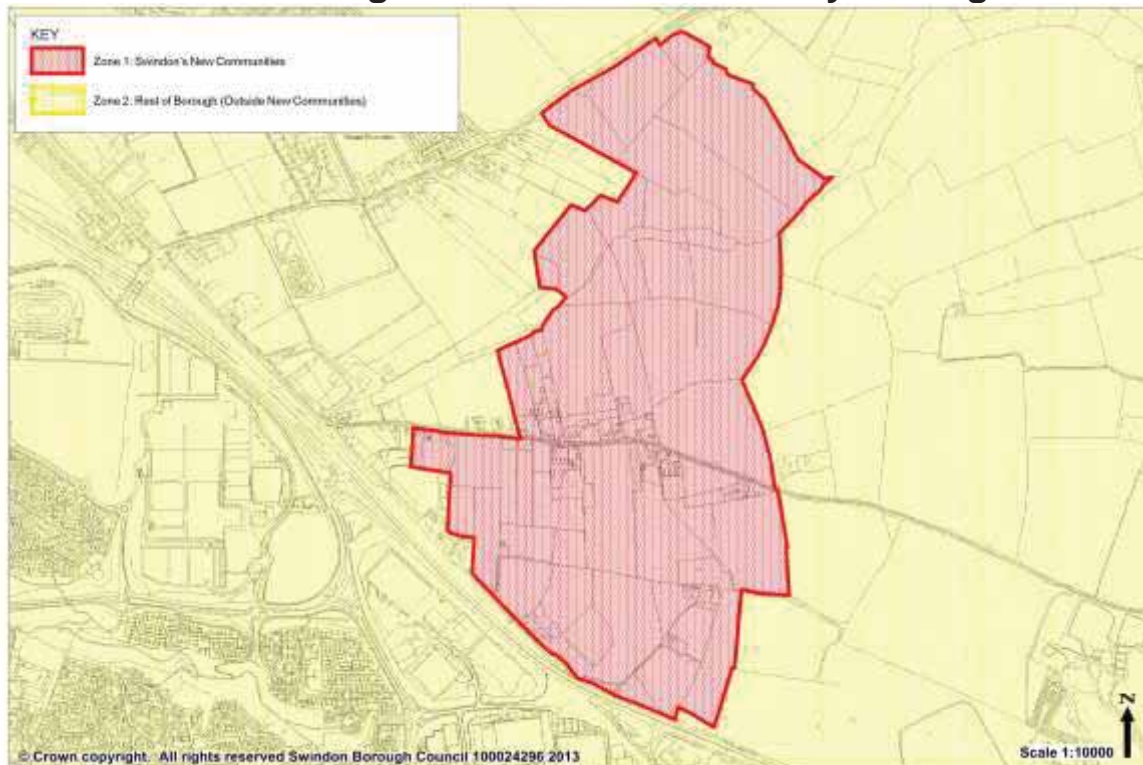 KEY
Zone 1: Swindon's New Communities
Zone 2: Rest of Borough (Outside New Communities)
N
© Crown copyright. All rights reserved Swindon Borough Council 100024296 2013
Scale 1:10000